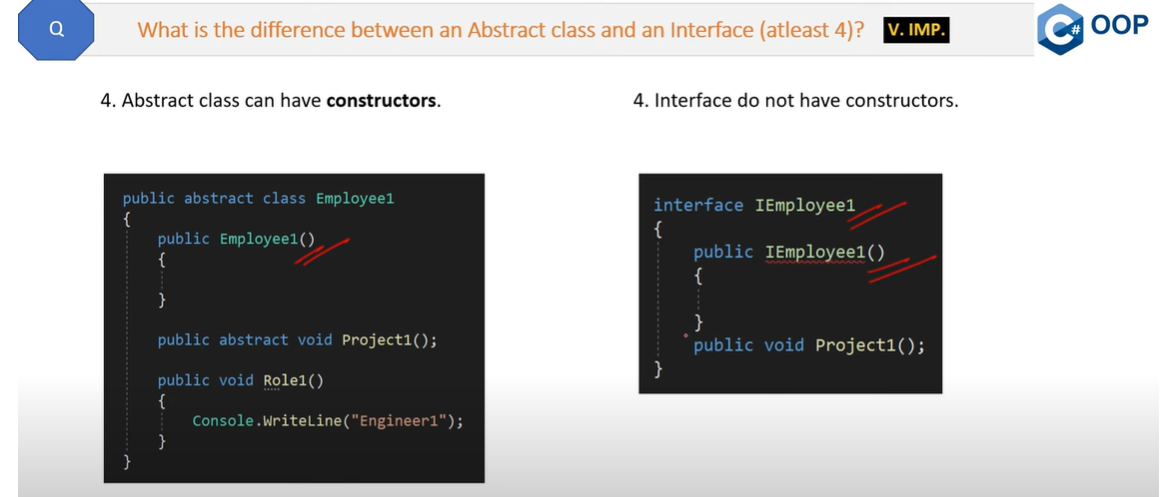 Q
What is the difference between an Abstract class and an Interface (atleast 4)?
V. IMP.
C# OOP
4. Abstract class can have constructors.
4. Interface do not have constructors.
public abstract class Employee1
{
public Employee1()
{
}
public abstract void Project1();
public void Role1()
{
Console.WriteLine("Engineer1");
}
}
interface IEmployee1
{
public IEmployee1()
{
}
public void Project1();
}